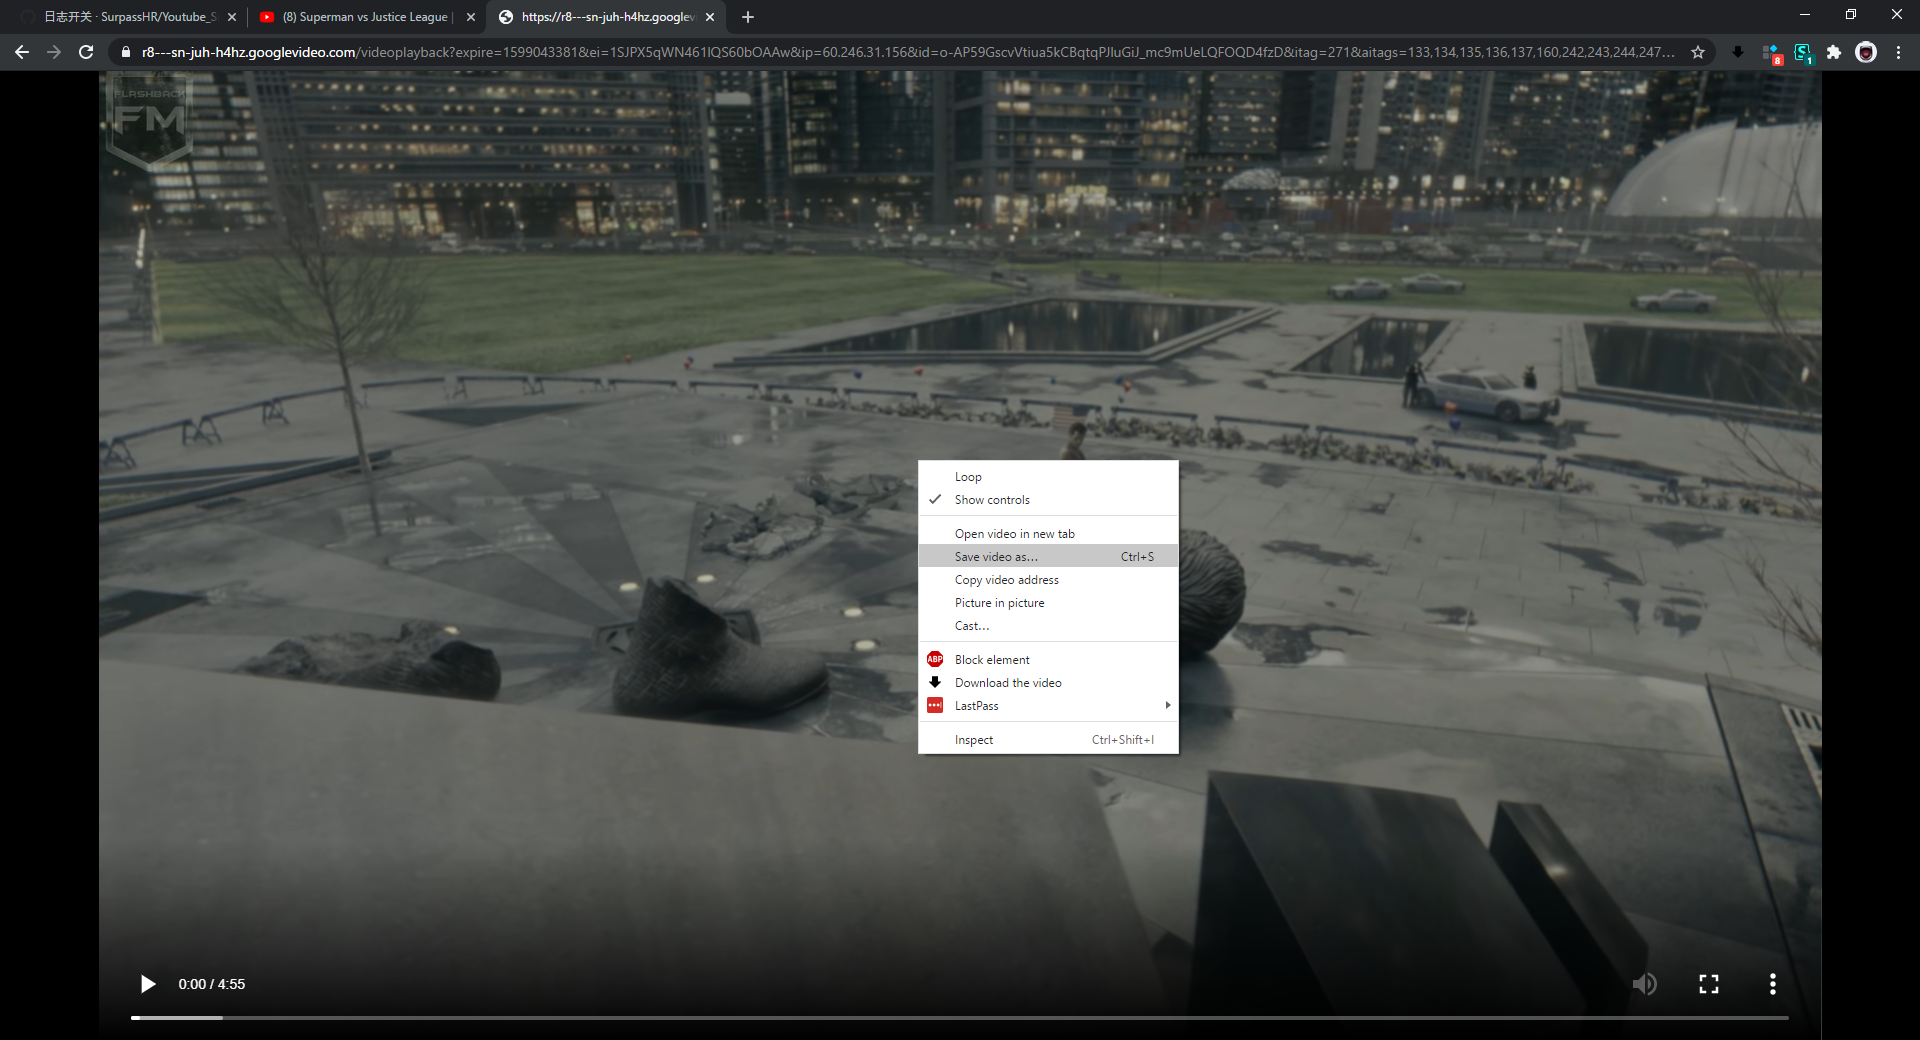 日志开关 · SurpassHR/Youtube_S
(8) Superman vs Justice League |
https://r8---sn-juh-h4hz.googlev
r8---sn-juh-h4hz.googlevideo.com/videoplayback?expire=1599043381&ei=1SJPX5qWN461lQS60bOAAw&ip=60.246.31.156&id=o-AP59GscvVtiua5kCBqtqPJluGiJ_mc9mUeLQFOQD4fzD&itag=271&aitags=133,134,135,136,137,160,242,243,244,247...
8
1
FLASHBACK
FM
Loop
Show controls
Open video in new tab
Save video as... Ctrl+S
Copy video address
Picture in picture
Cast...
ABP Block element
Download the video
LastPass
Inspect Ctrl+Shift+I
0:00 / 4:55